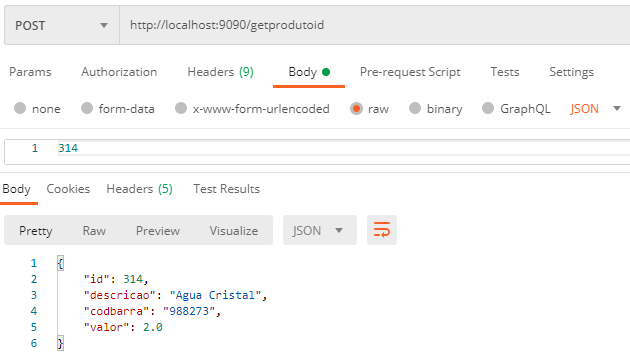 POST http://localhost:9090/getprodutoid
Params Authorization Headers (9) Body Pre-request Script Tests Settings
none form-data x-www-form-urlencoded raw binary GraphQL JSON
1 314
Body Cookies Headers (5) Test Results
Pretty Raw Preview Visualize JSON
1 {
2 "id": 314,
3 "descricao": "Agua Cristal",
4 "codbarra": "988273",
5 "valor": 2.0
6 }